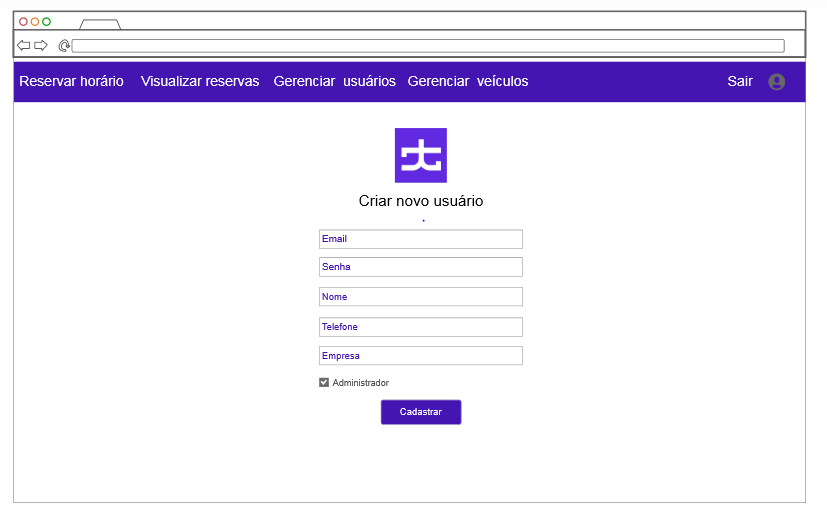 Reservar horário Visualizar reservas Gerenciar usuários Gerenciar veículos Sair
Criar novo usuário
Email
Senha
Nome
Telefone
Empresa
Administrador
Cadastrar